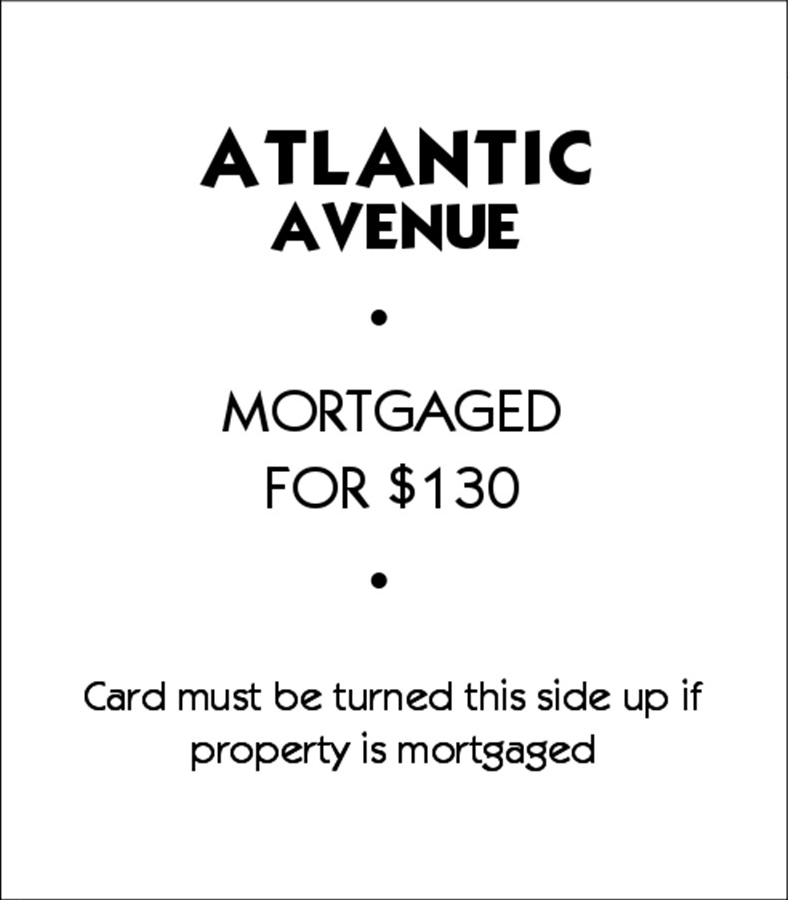 ATLANTIC
AVENUE
•
MORTGAGED
FOR $130
•
Card must be turned this side up if
property is mortgaged